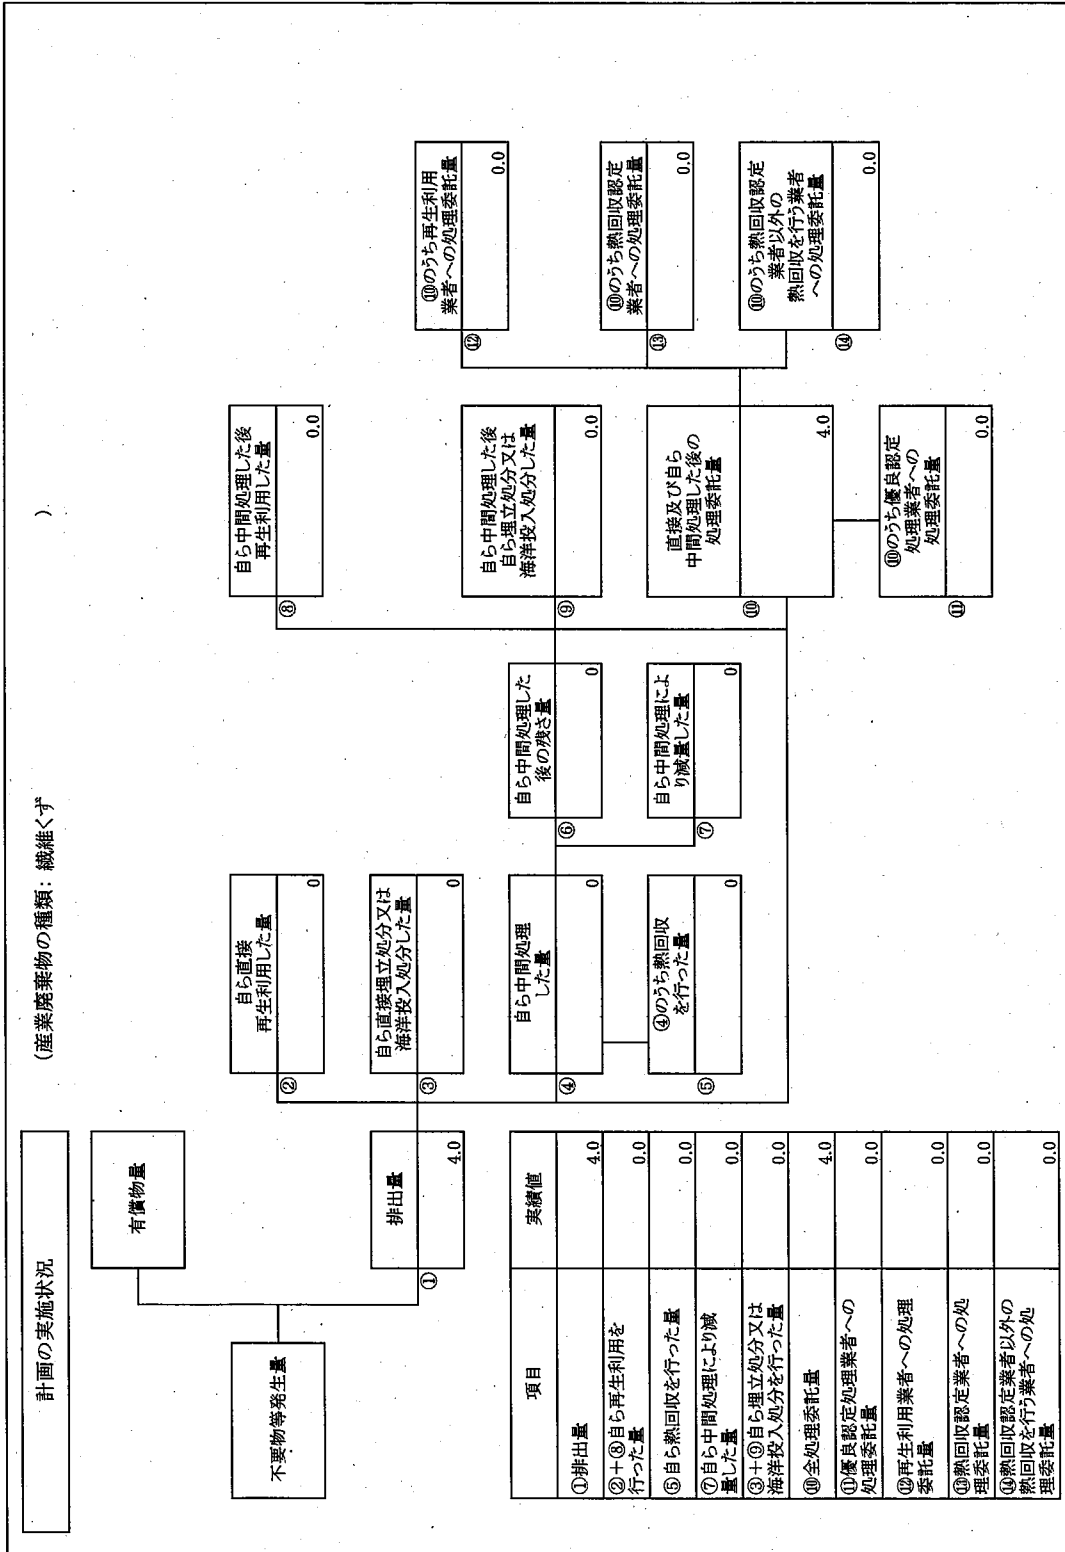 計画の実施状況
(産業廃棄物の種類: 繊維くず
)
不要物等発生量
有償物量
①
排出量
4.0
②
自ら直接
再生利用した量
0
③
自ら直接埋立処分又は
海洋投入処分した量
0
④
自ら中間処理
した量
0
⑤
④のうち熱回収
を行った量
0
⑥
自ら中間処理した
後の残さ量
0
⑦
自ら中間処理によ
り減量した量
0
⑧
自ら中間処理した後
再生利用した量
0.0
⑨
自ら中間処理した後
自ら埋立処分又は
海洋投入処分した量
0.0
⑩
直接及び自ら
中間処理した後の
処理委託量
4.0
⑪
⑩のうち優良認定
処理業者への
処理委託量
0.0
⑫
⑩のうち再生利用
業者への処理委託量
0.0
⑬
⑩のうち熱回収認定
業者への処理委託量
0.0
⑭
⑩のうち熱回収認定
業者以外の
熱回収を行う業者
への処理委託量
0.0
項目 実績値
①排出量 4.0
②+⑧自ら再生利用を
行った量 0.0
⑤自ら熱回収を行った量 0.0
⑦自ら中間処理により減
量した量 0.0
③+⑨自ら埋立処分又は
海洋投入処分を行った量 0.0
⑩全処理委託量 4.0
⑪優良認定処理業者への
処理委託量 0.0
⑫再生利用業者への処理
委託量 0.0
⑬熱回収認定業者への処
理委託量 0.0
⑭熱回収認定業者以外の
熱回収を行う業者への処
理委託量 0.0